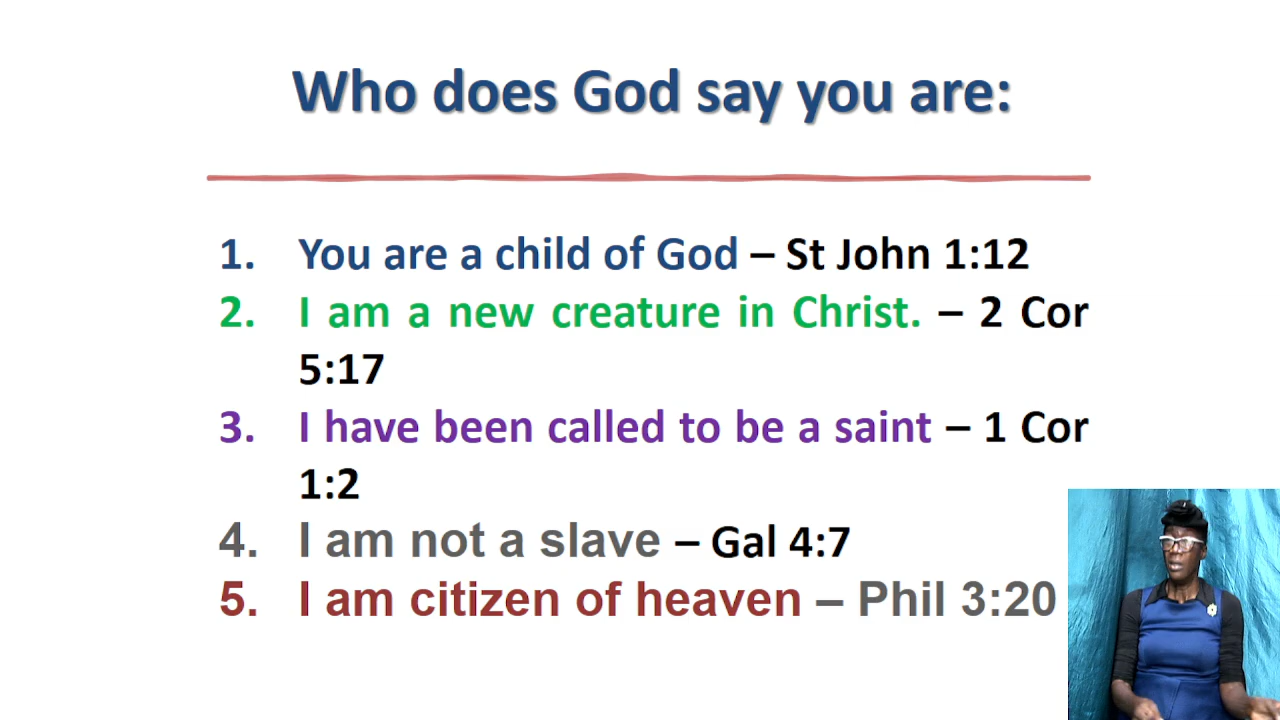 Who does God say you are:
1. You are a child of God – St John 1:12
2. I am a new creature in Christ. – 2 Cor
5:17
3. I have been called to be a saint – 1 Cor
1:2
4. I am not a slave – Gal 4:7
5. I am citizen of heaven – Phil 3:20